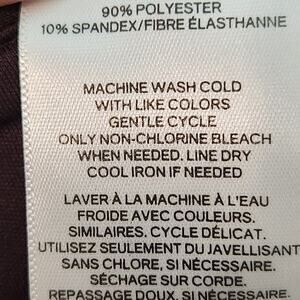 90% POLYESTER
10% SPANDEX/FIBRE ÉLASTHANNE
MACHINE WASH COLD
WITH LIKE COLORS
GENTLE CYCLE
ONLY NON-CHLORINE BLEACH
WHEN NEEDED. LINE DRY
COOL IRON IF NEEDED
LAVER À LA MACHINE À L'EAU
FROIDE AVEC COULEURS.
SIMILAIRES. CYCLE DÉLICAT.
UTILISEZ SEULEMENT DU JAVELLISANT
SANS CHLORE, SI NÉCESSAIRE.
SÉCHAGE SUR CORDE.
REPASSAGE DOUX, SI NÉCESSAIRE.